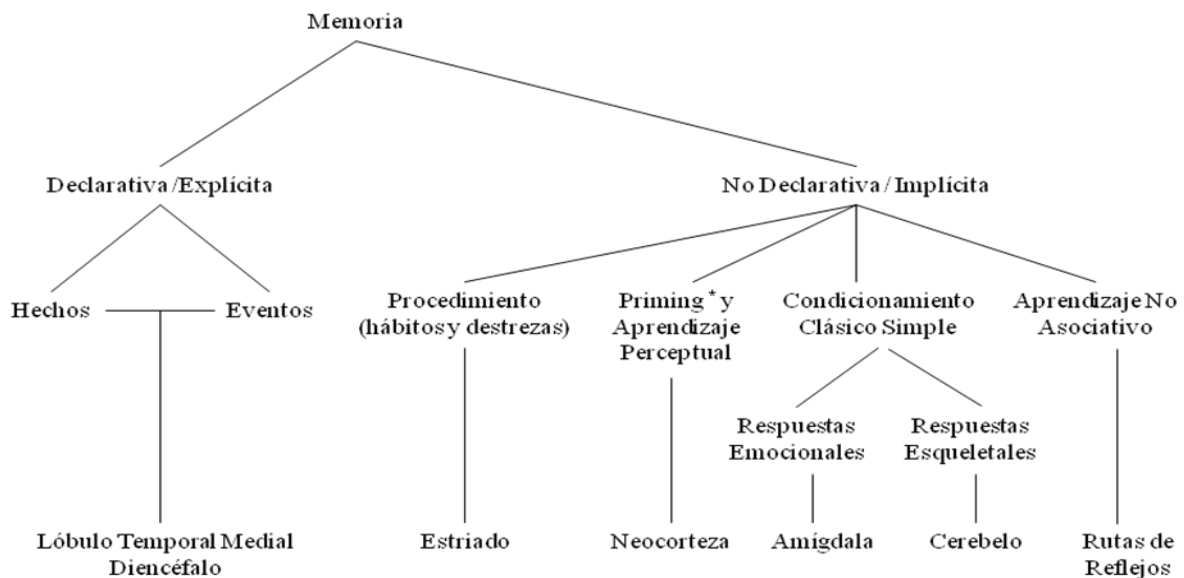 Memoria
Declarativa /Explícita
No Declarativa / Implícita
Hechos
Eventos
Procedimiento
(hábitos y destrezas)
Priming * y
Aprendizaje
Perceptual
Condicionamiento
Clásico Simple
Aprendizaje No
Asociativo
Respuestas
Emocionales
Respuestas
Esqueletales
Lóbulo Temporal Medial
Diencéfalo
Estriado
Neocorteza
Amígdala
Cerebelo
Rutas de
Reflejos